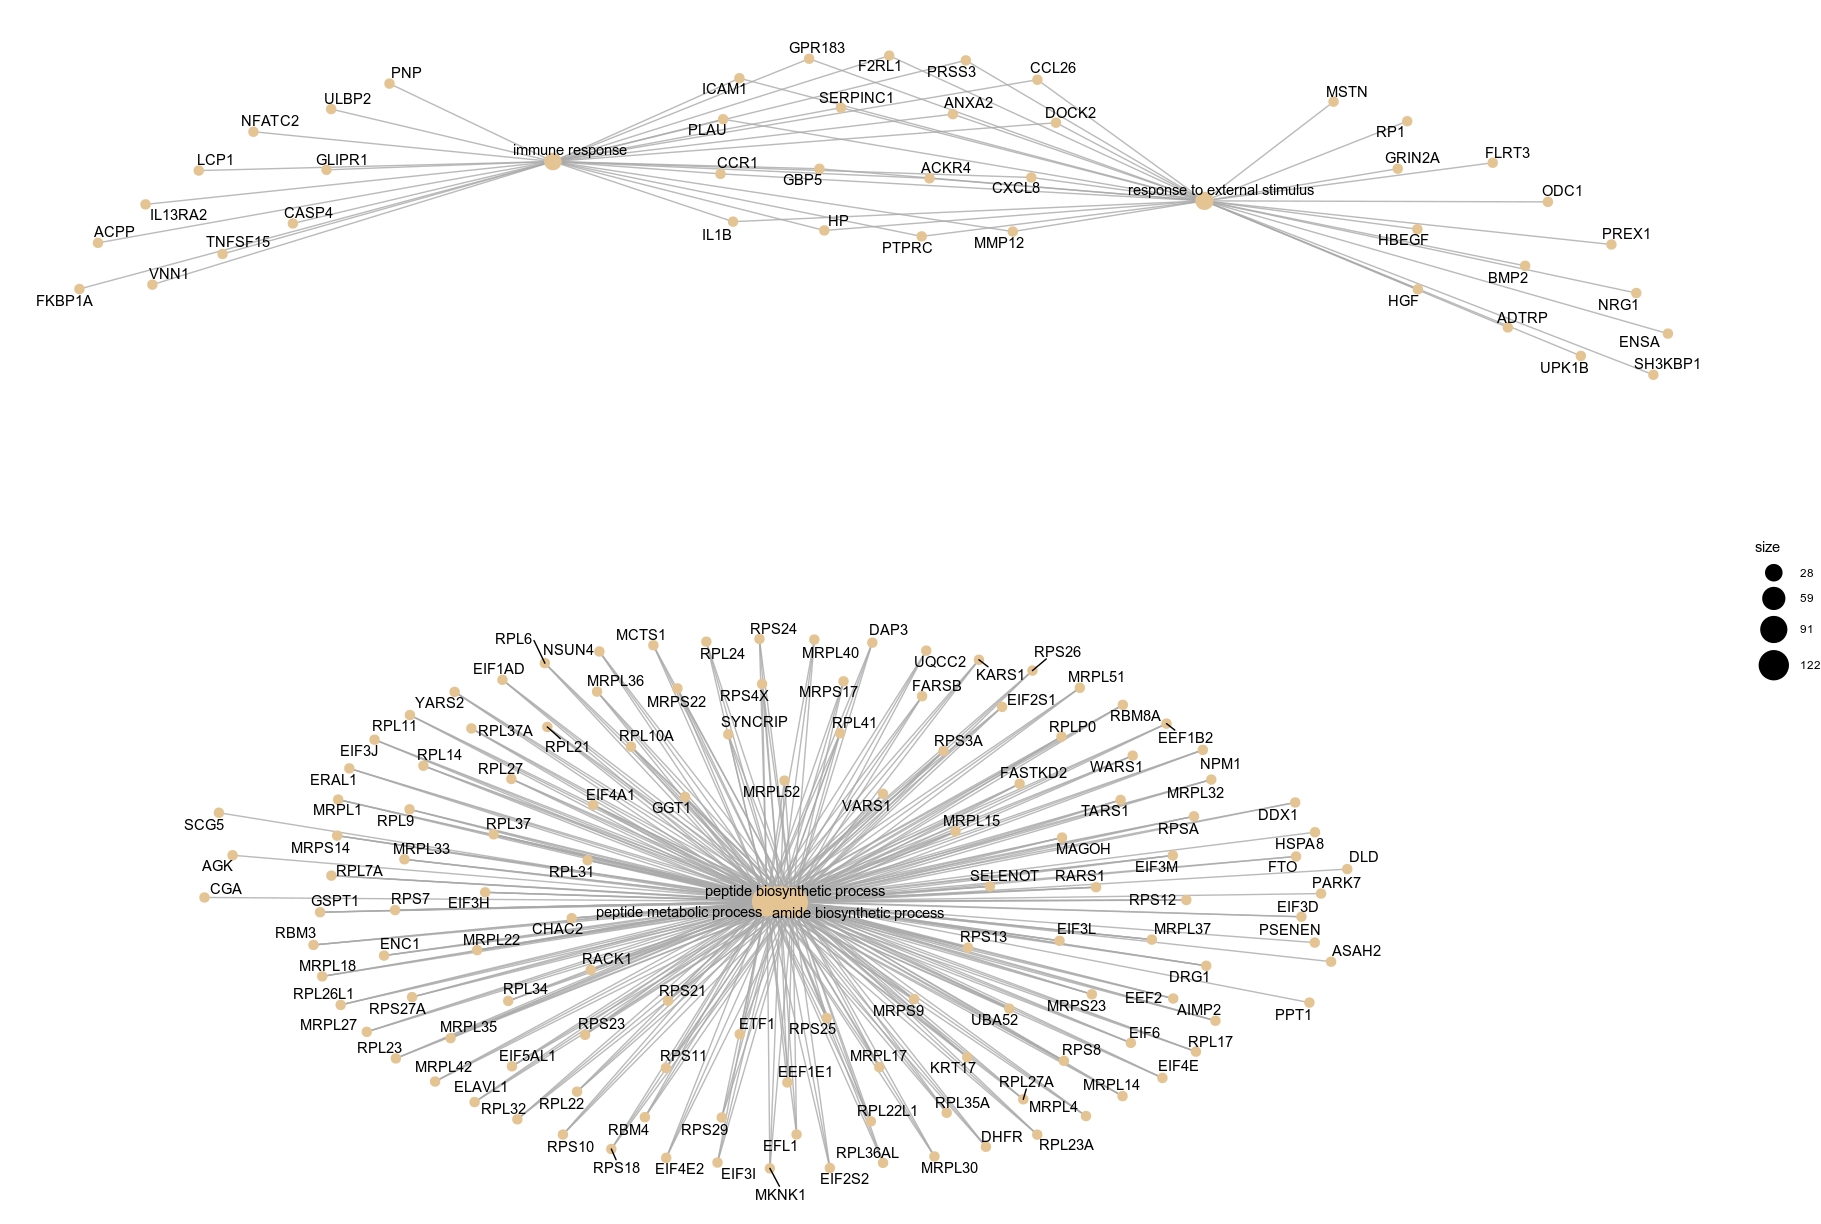 GPR183
F2RL1
PRSS3
CCL26
PNP
ICAM1
ULBP2
SERPINC1
ANXA2
DOCK2
MSTN
NFATC2
PLAU
RP1
immune response
LCP1
GLIPR1
CCR1
GBP5
ACKR4
CXCL8
GRIN2A
FLRT3
response to external stimulus
ODC1
IL13RA2
CASP4
ACPP
TNFSF15
IL1B
HP
PTPRC
MMP12
HBEGF
PREX1
VNN1
FKBP1A
BMP2
HGF
NRG1
ADTRP
ENSA
UPK1B
SH3KBP1
size
28
59
91
122
RPL6
NSUN4
MCTS1
RPL24
RPS24
MRPL40
DAP3
UQCC2
KARS1
RPS26
EIF1AD
MRPL36
MRPS22
RPS4X
MRPS17
FARSB
EIF2S1
MRPL51
YARS2
RPL11
RPL37A
RPL21
RPL10A
SYNCRIP
RPL41
RPS3A
RPLP0
RBM8A
EEF1B2
EIF3J
RPL14
RPL27
FASTKD2
WARS1
NPM1
ERAL1
EIF4A1
GGT1
MRPL52
VARS1
MRPL32
MRPL1
RPL9
RPL37
MRPL15
TARS1
RPSA
DDX1
SCG5
MRPS14
MRPL33
MAGOH
EIF3M
HSPA8
AGK
RPL7A
RPL31
SELENOT
RARS1
FTO
DLD
CGA
GSPT1
RPS7
EIF3H
peptide biosynthetic process
RPS12
PARK7
EIF3D
peptide metabolic process
amide biosynthetic process
RBM3
ENC1
MRPL22
CHAC2
RPS13
EIF3L
MRPL37
PSENEN
ASAH2
MRPL18
RACK1
DRG1
RPL26L1
RPS27A
RPL34
RPS21
MRPS9
UBA52
MRPS23
EEF2
AIMP2
PPT1
MRPL27
MRPL35
RPS23
ETF1
RPS25
EIF6
RPL17
RPL23
EIF5AL1
RPS11
MRPL17
KRT17
RPS8
EIF4E
MRPL42
ELAVL1
EEF1E1
RPL27A
MRPL14
RPL32
RPL22
RPL22L1
RPL35A
MRPL4
RPS10
RBM4
RPS29
EFL1
RPL36AL
DHFR
RPL23A
RPS18
EIF4E2
EIF3I
MKNK1
EIF2S2
MRPL30